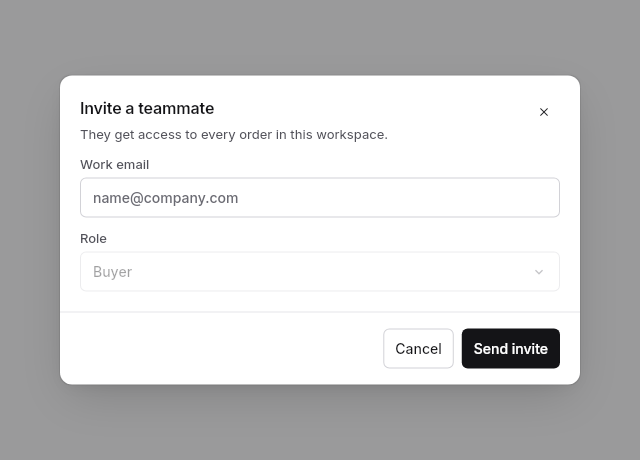 Invite a teammate
They get access to every order in this workspace.
Work email
name@company.com
Role
Buyer
Cancel
Send invite